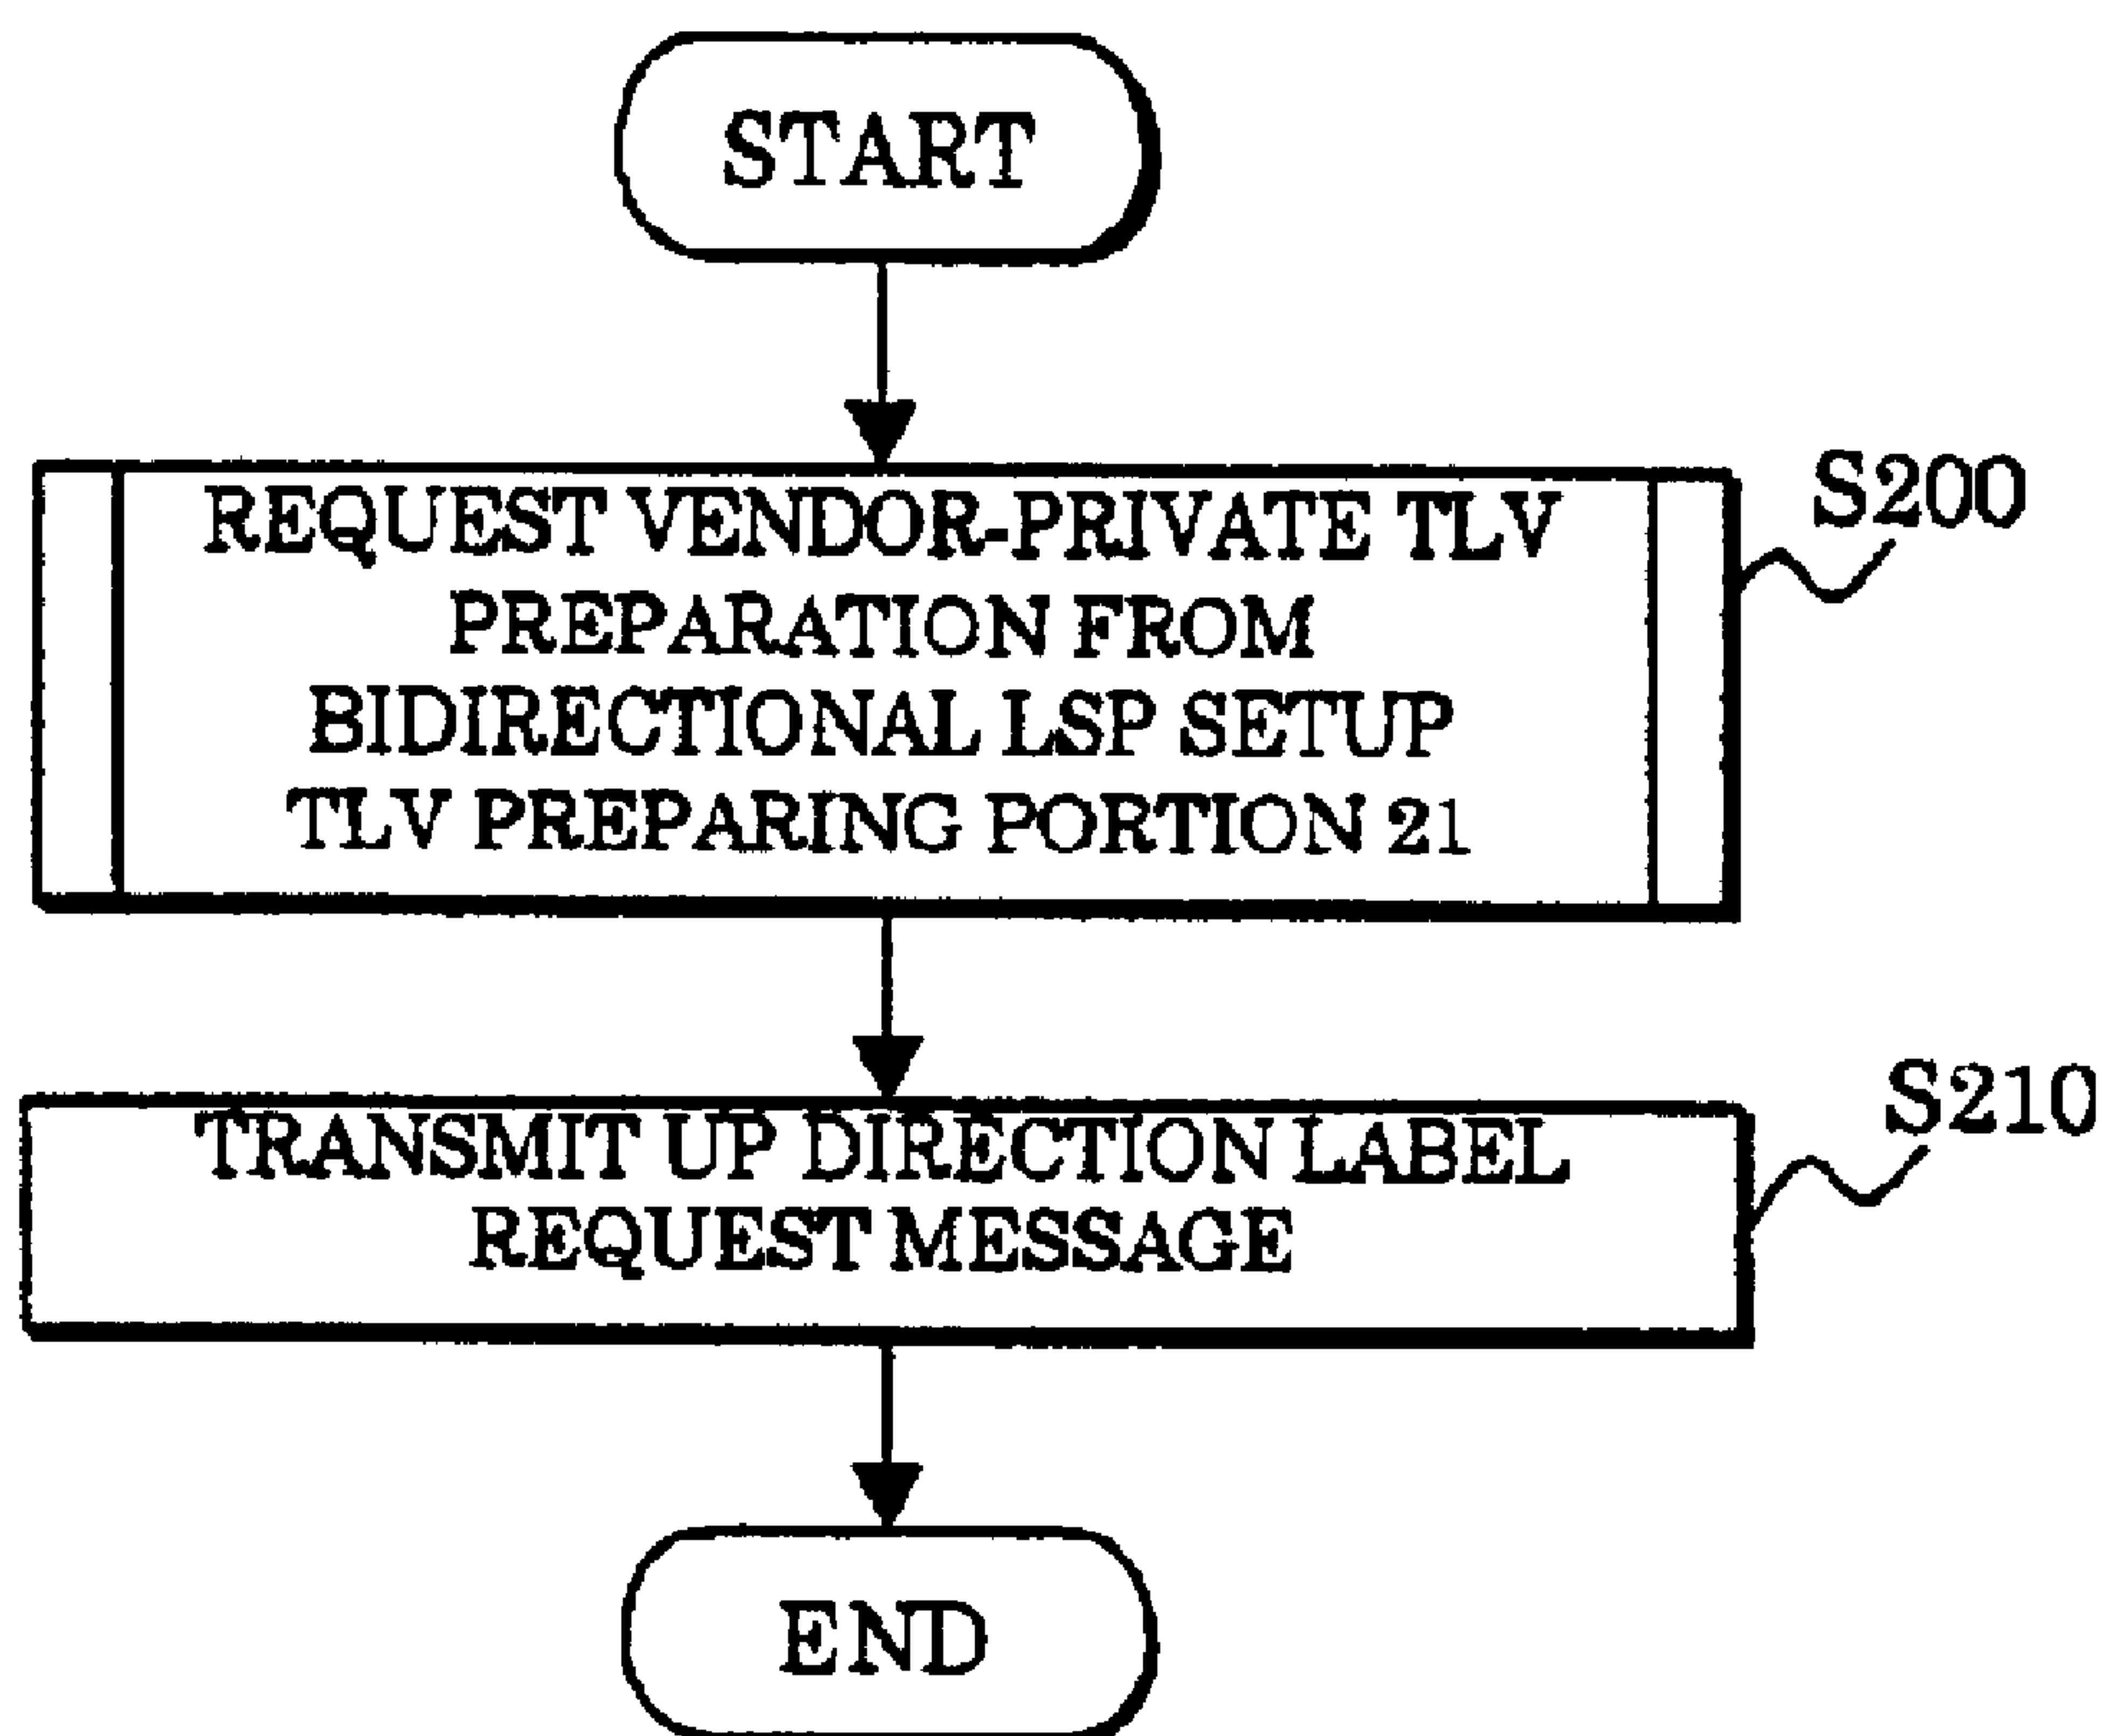 START
S200
REQUEST VENDOR-PRIVATE TLV
PREPARATION FROM
BIDIRECTIONAL LSP SETUP
TLV PREPARING PORTION 21
S210
TRANSMIT UP DIRECTION LABEL
REQUEST MESSAGE
END